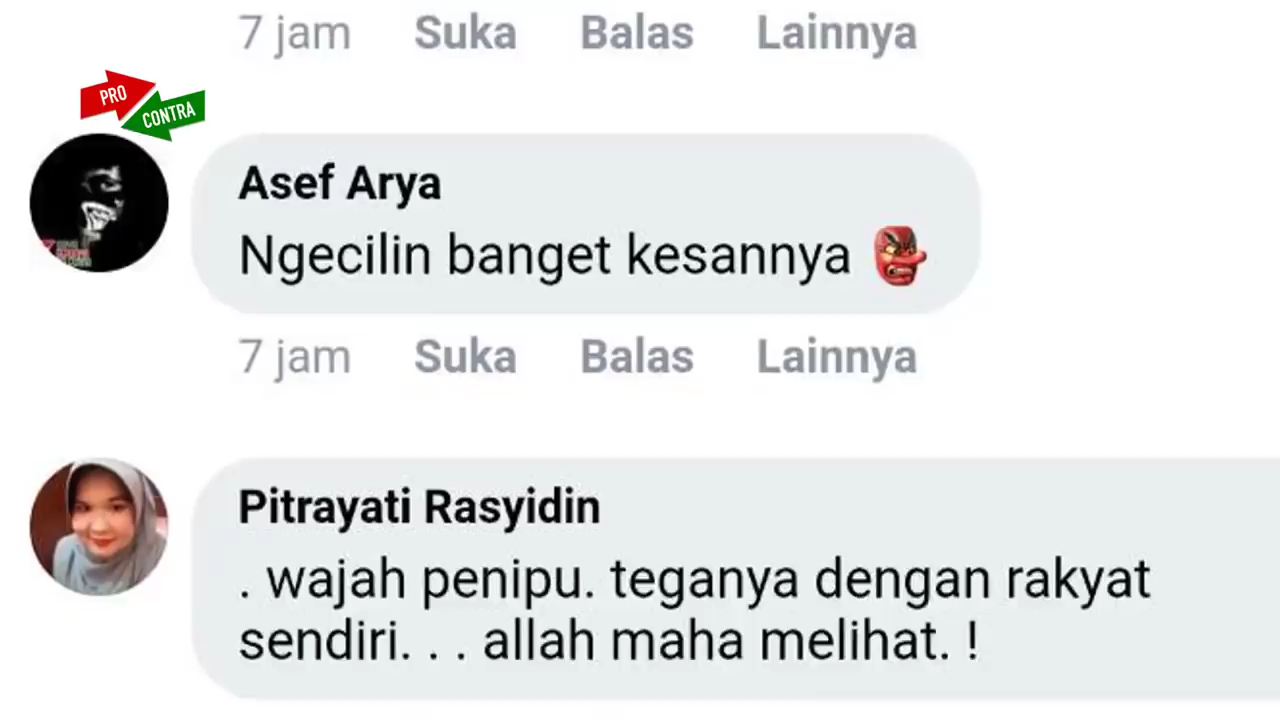 7 jam Suka Balas Lainnya
PRO
CONTRA
Asef Arya
Ngecilin banget kesannya 👺
7 jam Suka Balas Lainnya
Pitrayati Rasyidin
. wajah penipu. teganya dengan rakyat
sendiri. . . allah maha melihat. !